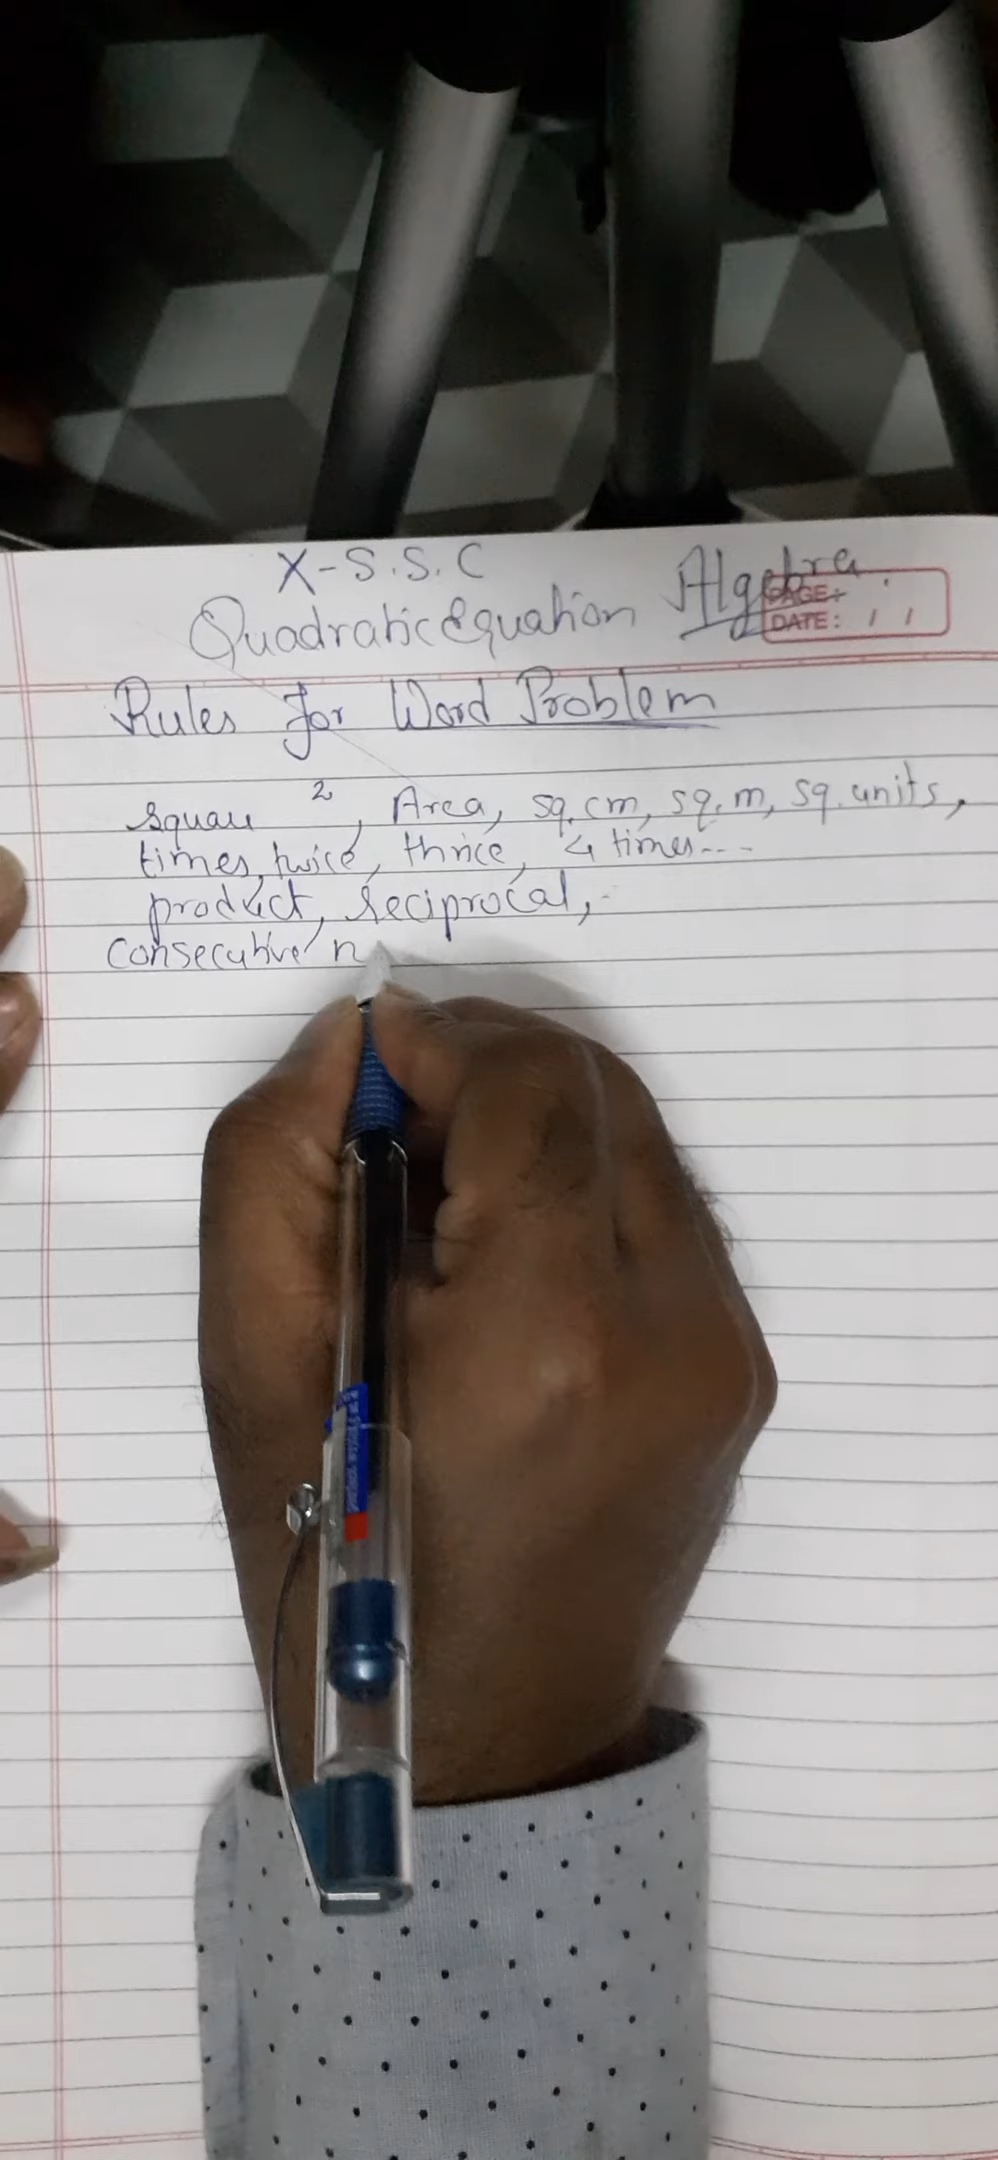 X-S.S.C
Quadratic Equation Algebra
PAGE:
DATE: / /
Rules for Word Problem
square ², Area, sq.cm, sq.m, sq.units,
times, twice, thrice, 4 times...
product, reciprocal,
consecutive n